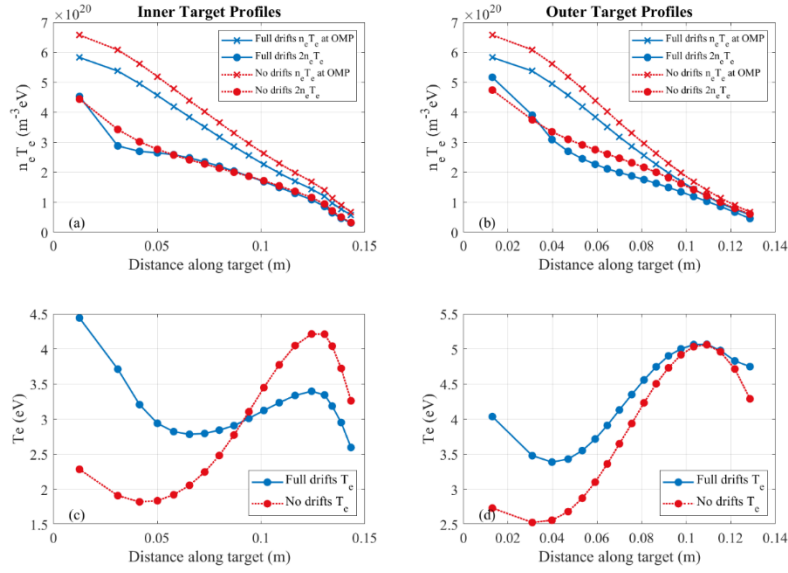 Inner Target Profiles
×10^20
7
6
5
4
3
2
1
0
n_e T_e (m^-3 eV)
Full drifts n_e T_e at OMP
Full drifts 2n_e T_e
No drifts n_e T_e at OMP
No drifts 2n_e T_e
(a)
0 0.05 0.1 0.15
Distance along target (m)
Outer Target Profiles
×10^20
7
6
5
4
3
2
1
0
n_e T_e (m^-3 eV)
Full drifts n_e T_e at OMP
Full drifts 2n_e T_e
No drifts n_e T_e at OMP
No drifts 2n_e T_e
(b)
0 0.02 0.04 0.06 0.08 0.1 0.12 0.14
Distance along target (m)
4.5
4
3.5
3
2.5
2
1.5
Te (eV)
Full drifts T_e
No drifts T_e
(c)
0 0.05 0.1 0.15
Distance along target (m)
5.5
5
4.5
4
3.5
3
2.5
Te (eV)
Full drifts T_e
No drifts T_e
(d)
0 0.02 0.04 0.06 0.08 0.1 0.12 0.14
Distance along target (m)